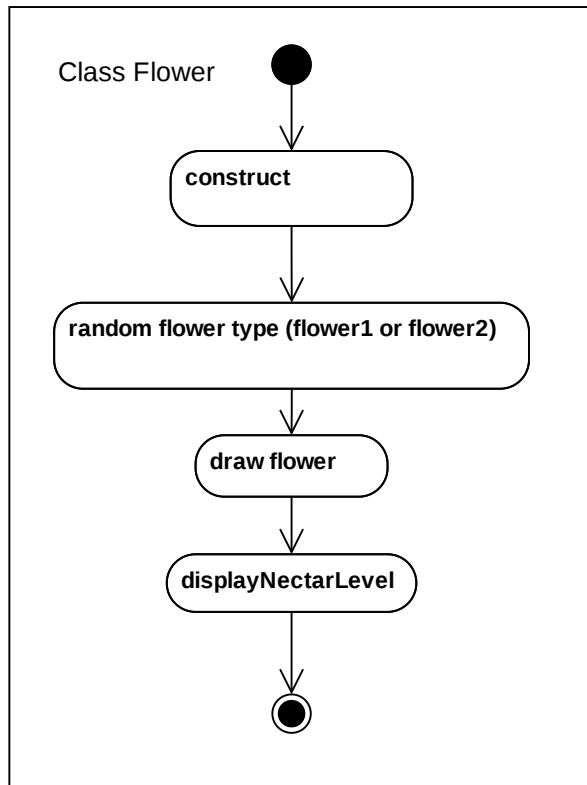 Class Flower
construct
random flower type (flower1 or flower2)
draw flower
displayNectarLevel